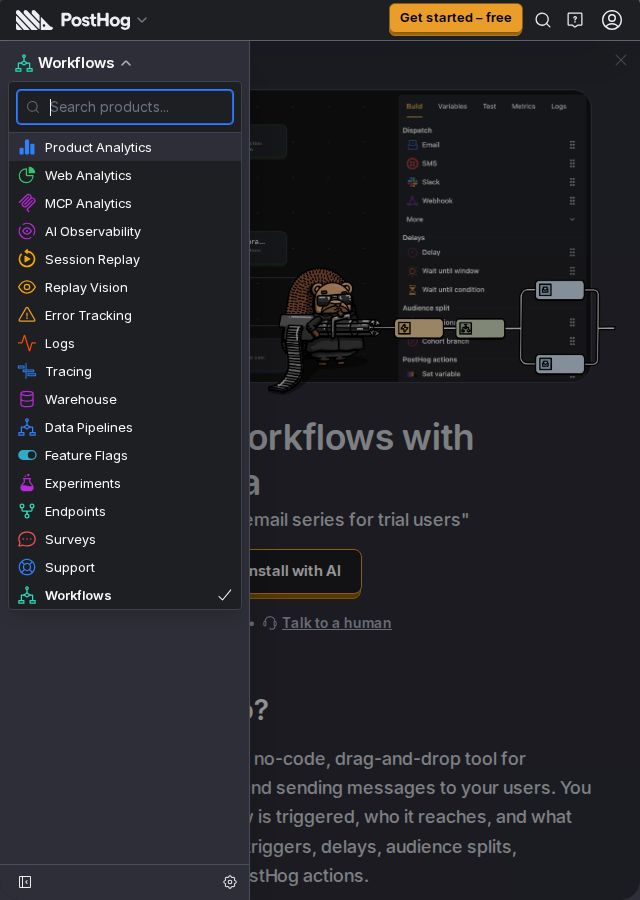 PostHog
Get started – free
Workflows
Search products...
Product Analytics
Web Analytics
MCP Analytics
AI Observability
Session Replay
Replay Vision
Error Tracking
Logs
Tracing
Warehouse
Data Pipelines
Feature Flags
Experiments
Endpoints
Surveys
Support
Workflows
Build Variables Test Metrics Logs
Dispatch
Email
SMS
Slack
Webhook
More
Delays
Delay
Wait until window
Wait until condition
Audience split
Cohort branch
PostHog actions
Set variable
orkflows with
a
email series for trial users"
nstall with AI
• Talk to a human
?
no-code, drag-and-drop tool for
nd sending messages to your users. You
is triggered, who it reaches, and what
riggers, delays, audience splits,
stHog actions.